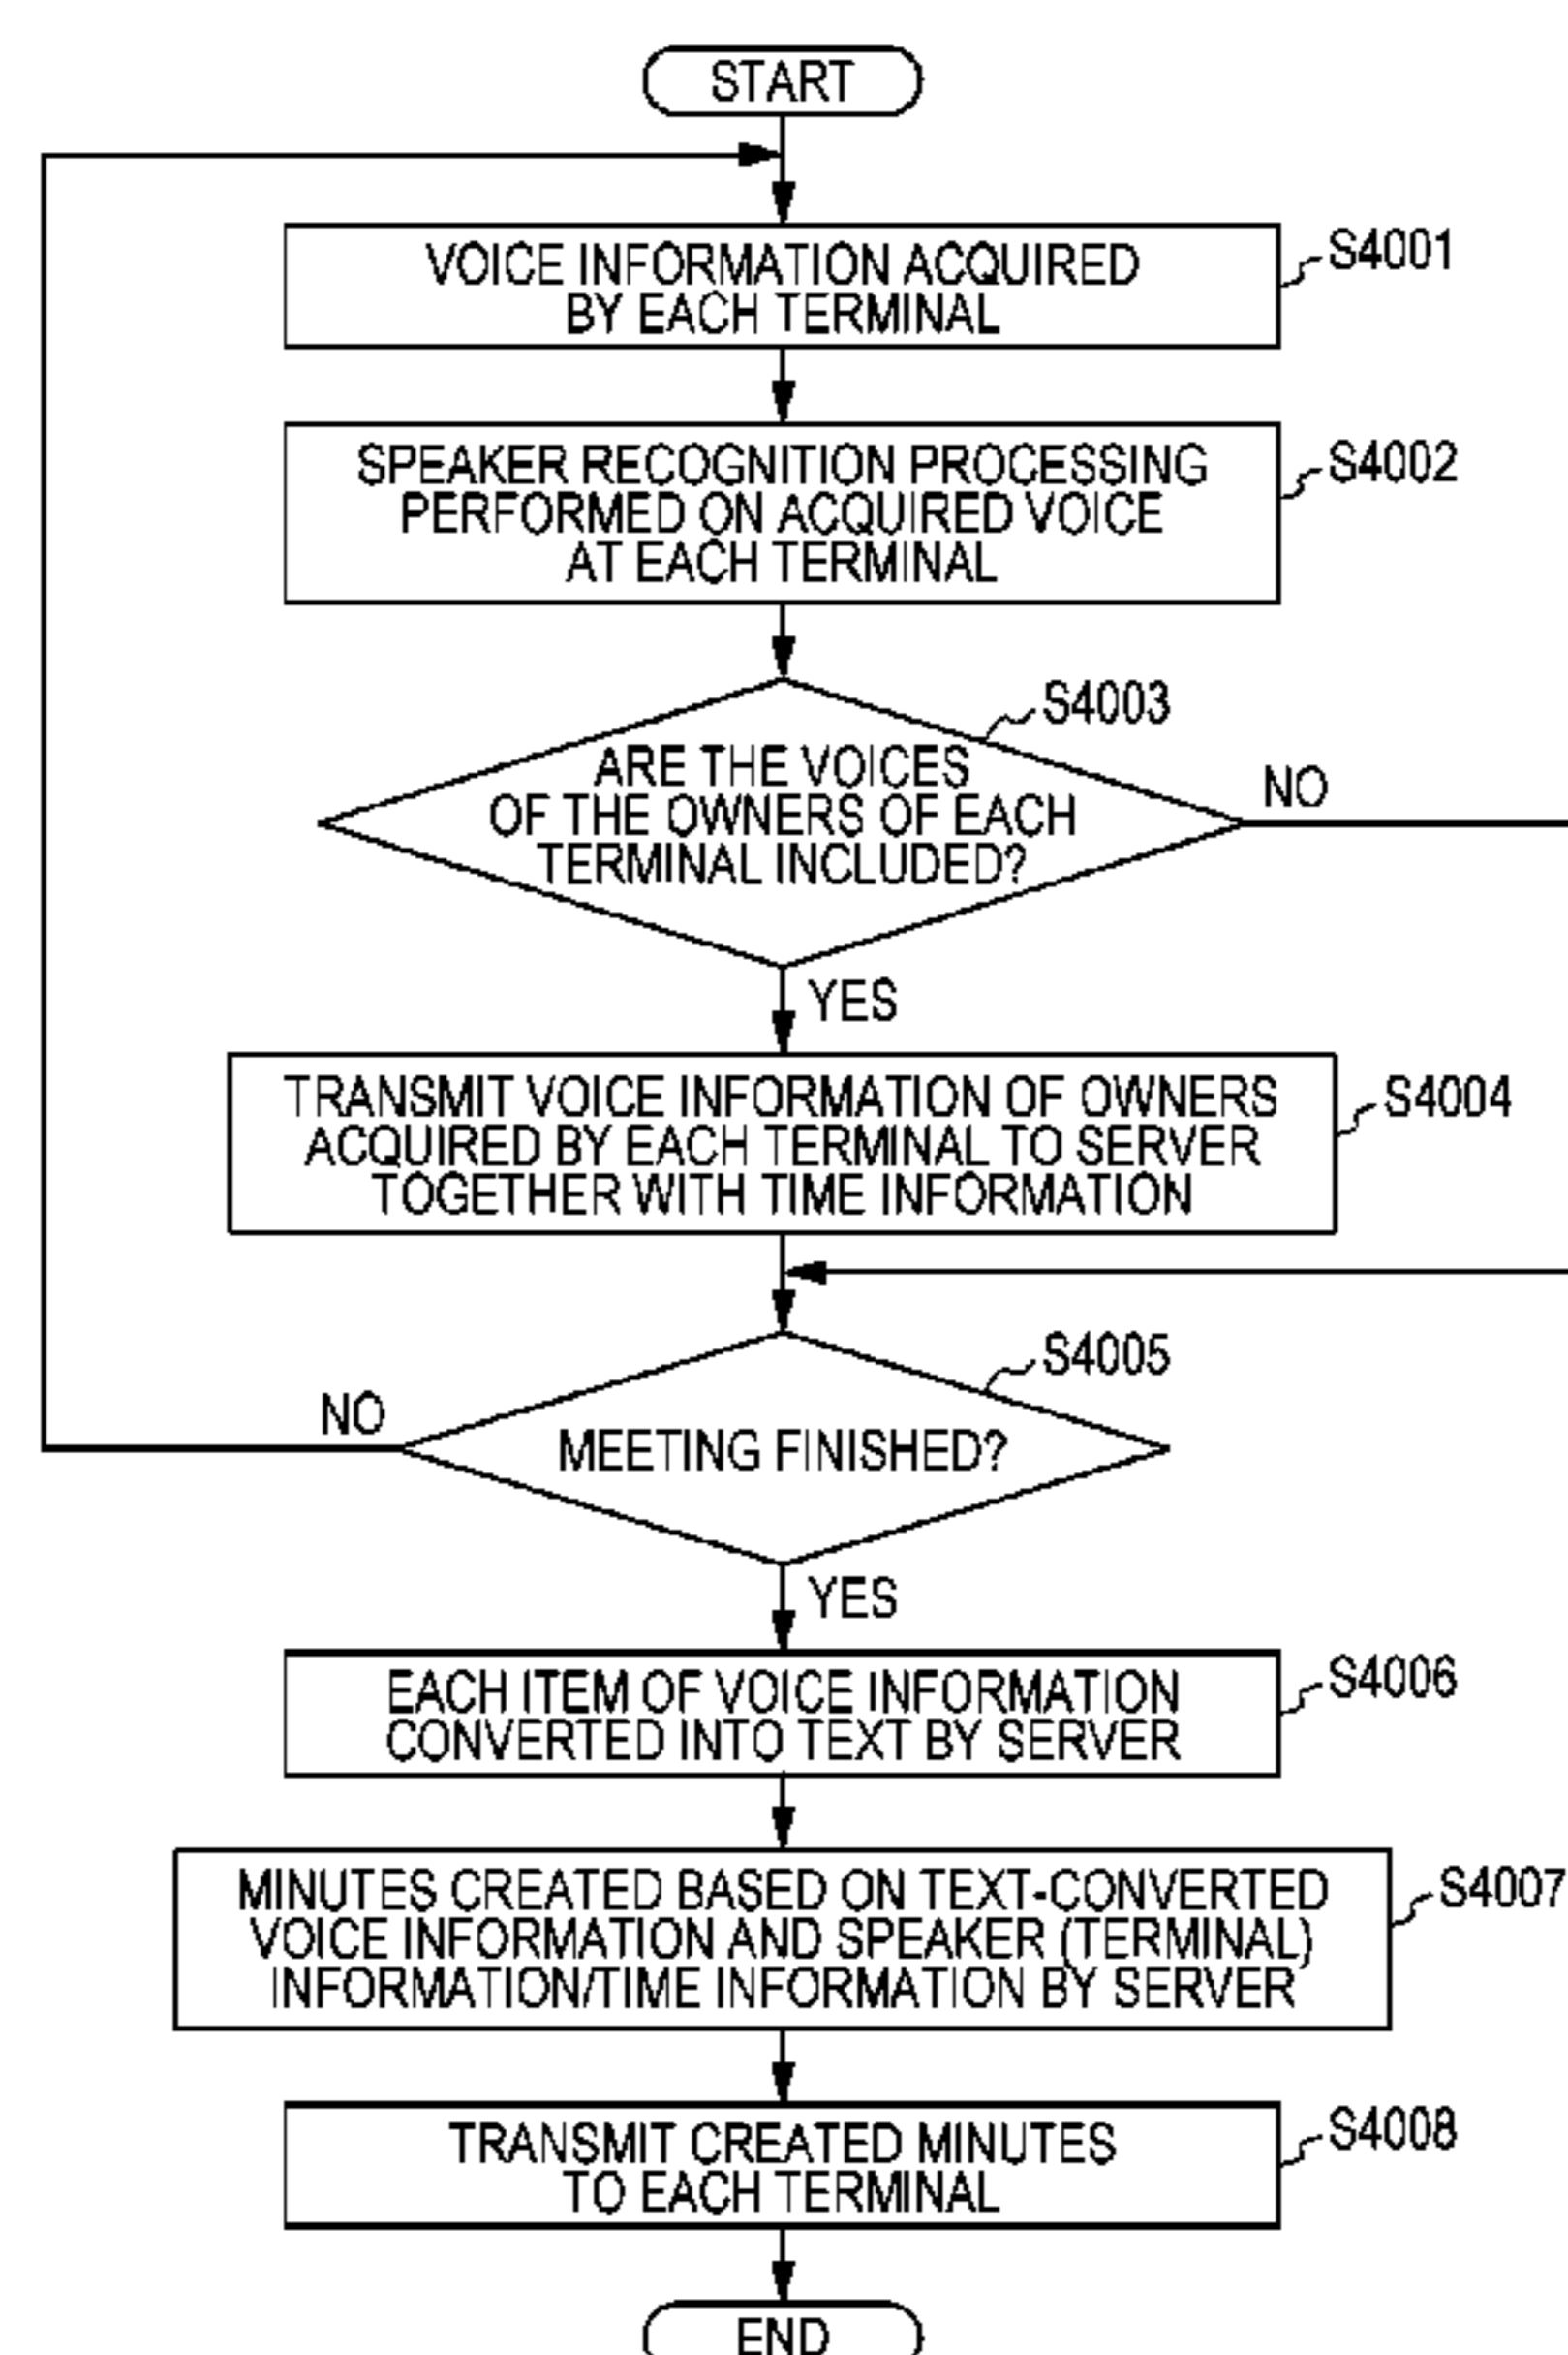 START
VOICE INFORMATION ACQUIRED
BY EACH TERMINAL
S4001
SPEAKER RECOGNITION PROCESSING
PERFORMED ON ACQUIRED VOICE
AT EACH TERMINAL
S4002
S4003
ARE THE VOICES
OF THE OWNERS OF EACH
TERMINAL INCLUDED?
NO
YES
TRANSMIT VOICE INFORMATION OF OWNERS
ACQUIRED BY EACH TERMINAL TO SERVER
TOGETHER WITH TIME INFORMATION
S4004
S4005
MEETING FINISHED?
NO
YES
EACH ITEM OF VOICE INFORMATION
CONVERTED INTO TEXT BY SERVER
S4006
MINUTES CREATED BASED ON TEXT-CONVERTED
VOICE INFORMATION AND SPEAKER (TERMINAL)
INFORMATION/TIME INFORMATION BY SERVER
S4007
TRANSMIT CREATED MINUTES
TO EACH TERMINAL
S4008
END